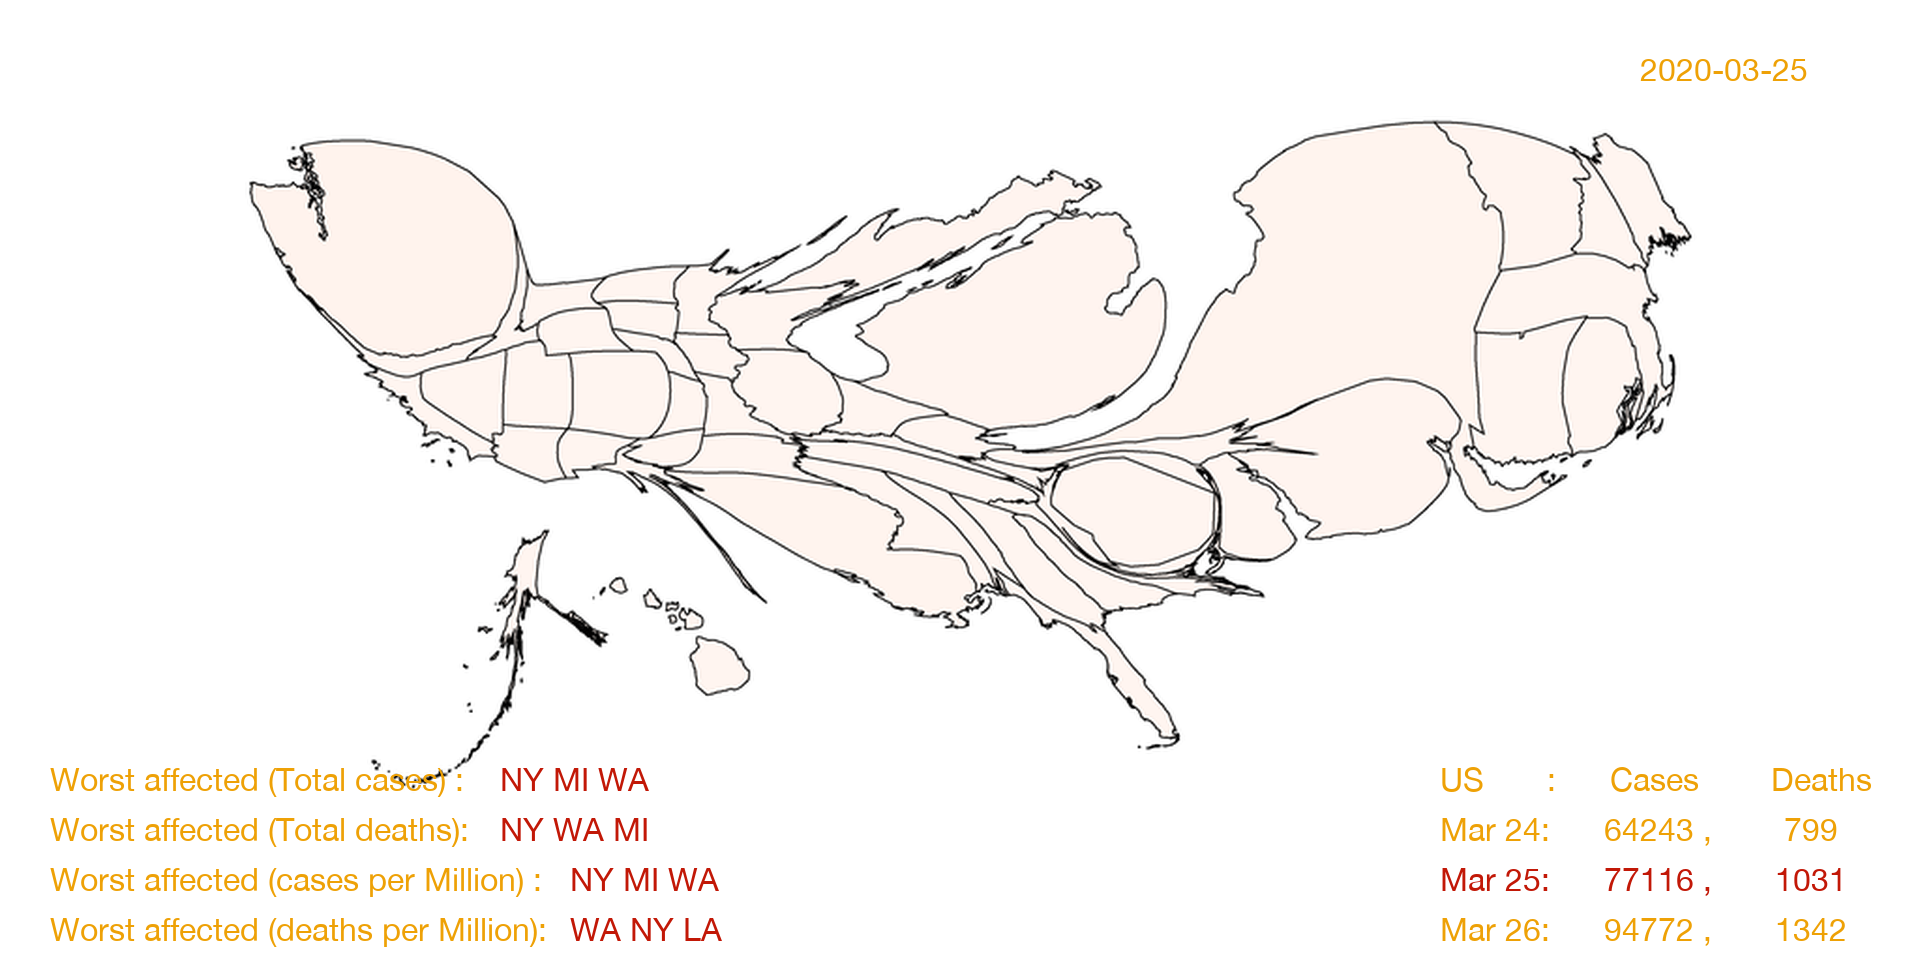 2020-03-25
Worst affected (Total cases) : NY MI WA
Worst affected (Total deaths): NY WA MI
Worst affected (cases per Million) : NY MI WA
Worst affected (deaths per Million): WA NY LA
US : Cases Deaths
Mar 24: 64243 , 799
Mar 25: 77116 , 1031
Mar 26: 94772 , 1342